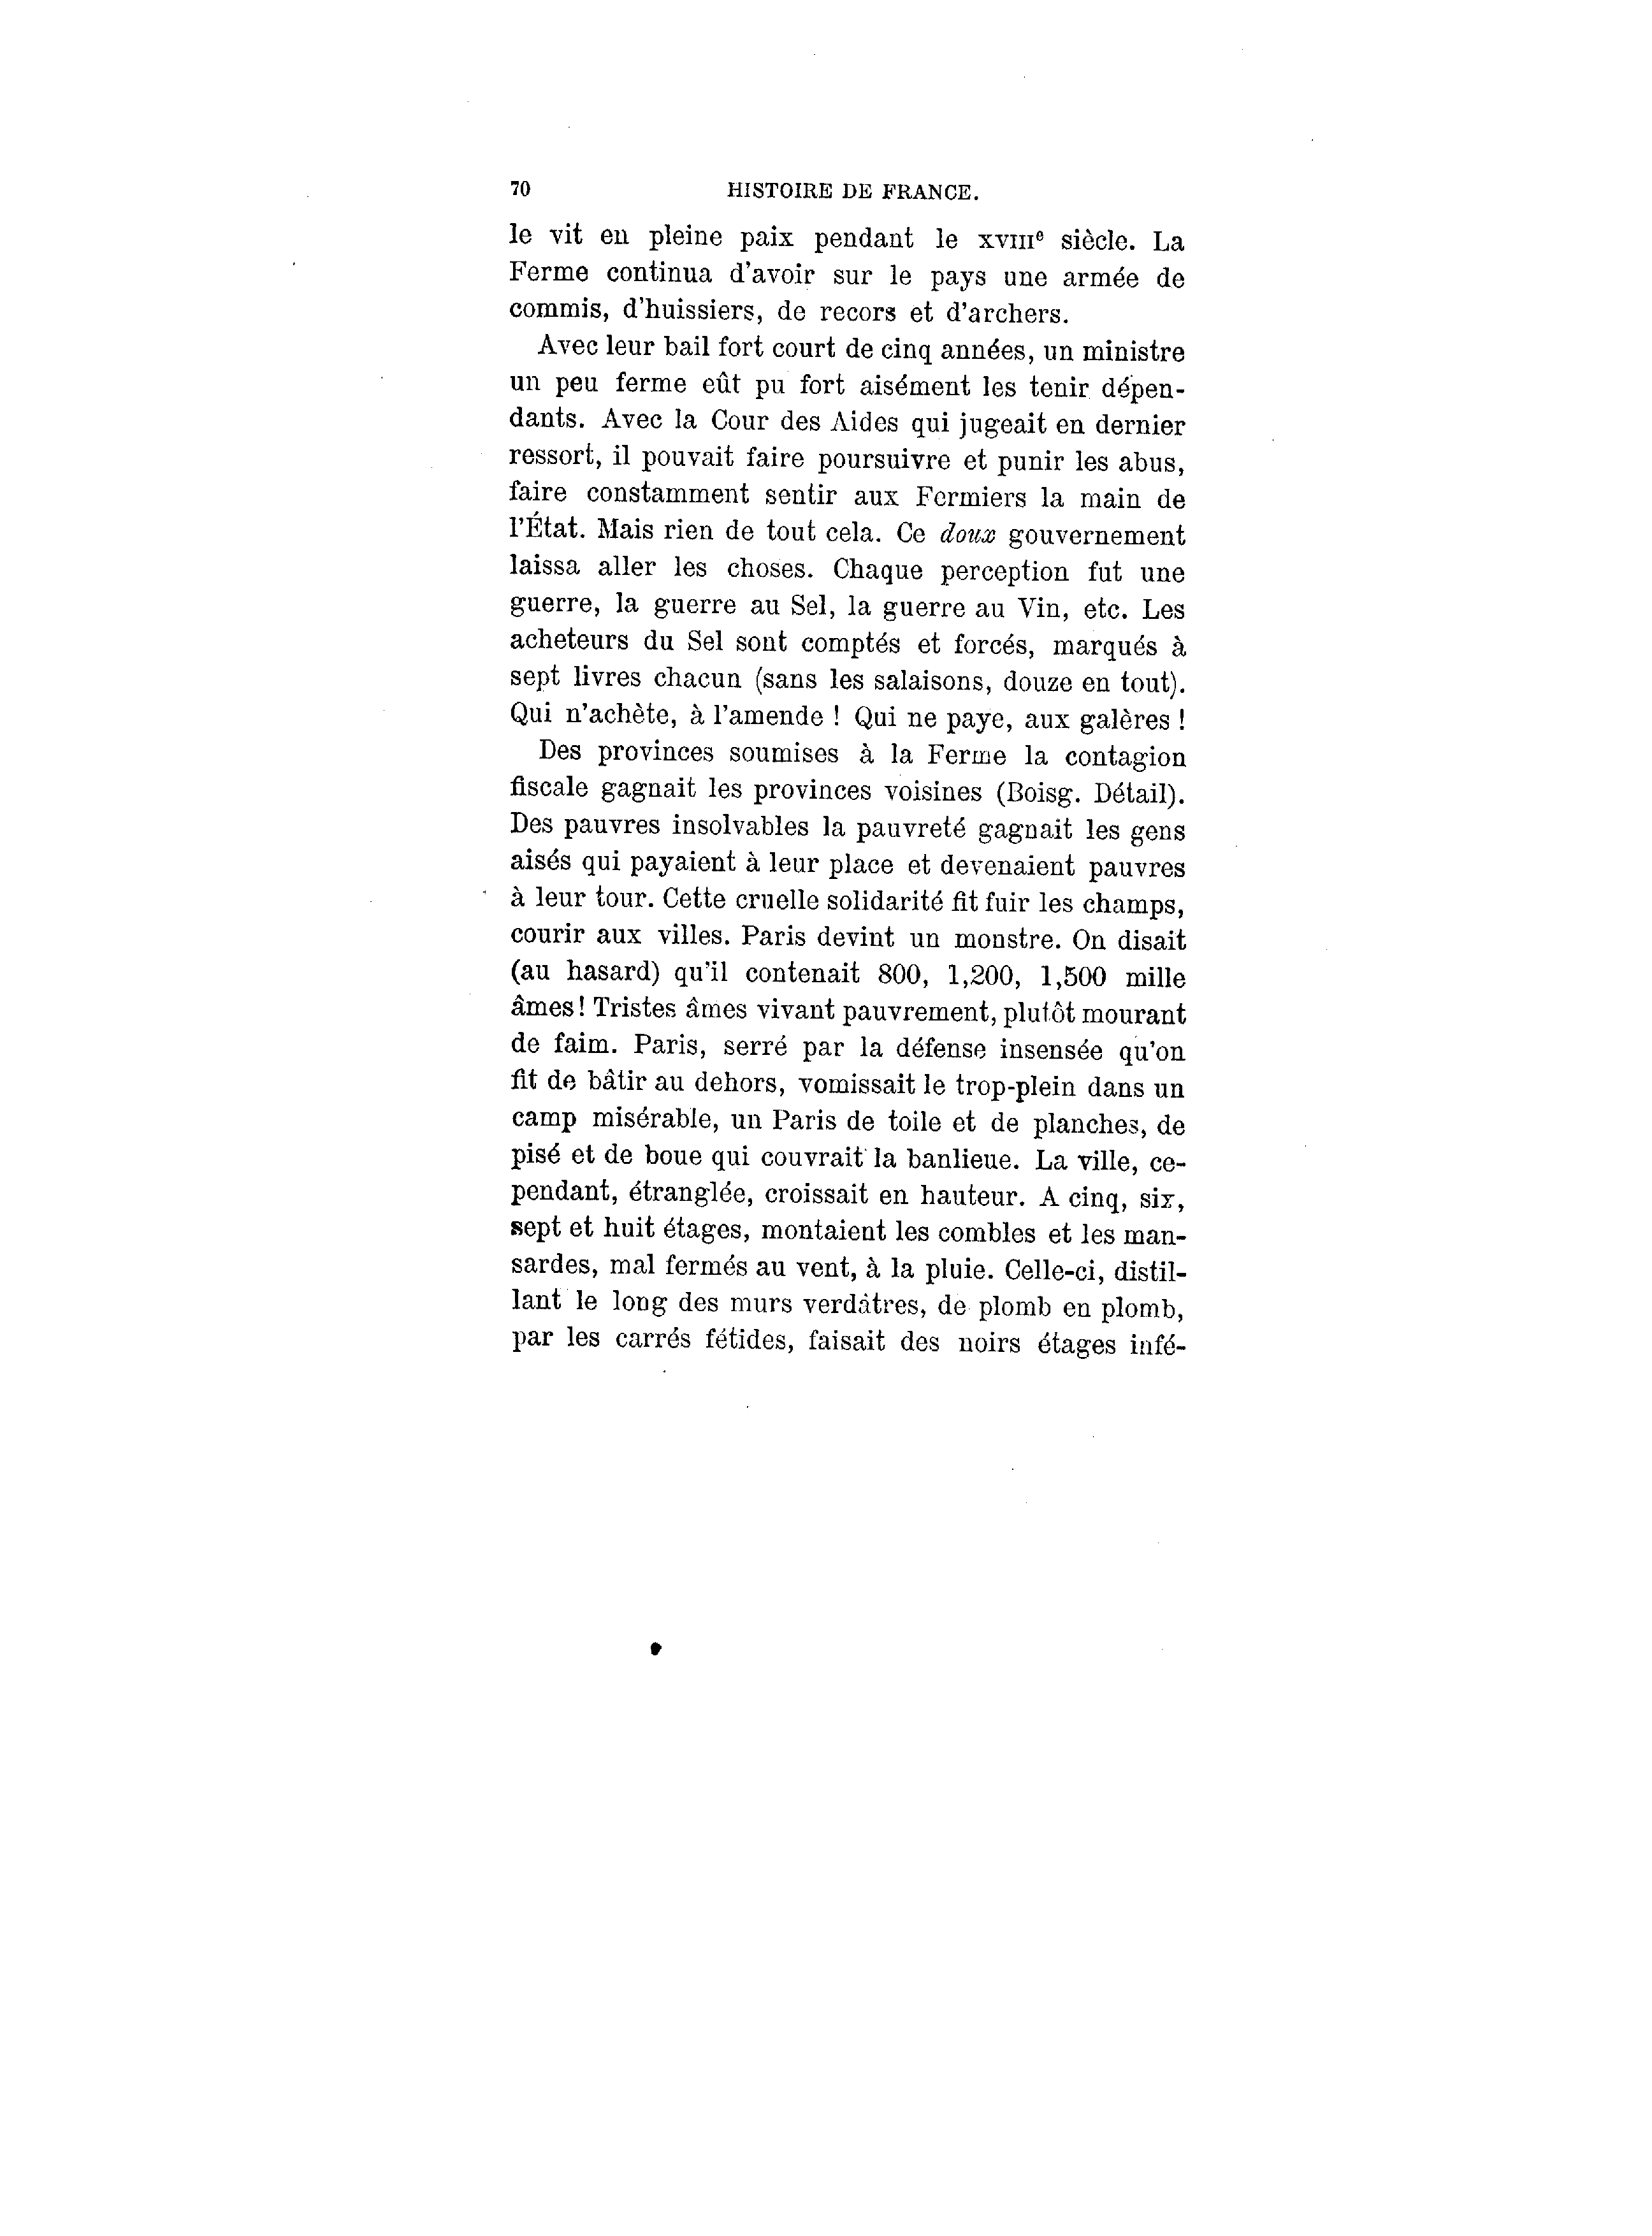 70 HISTOIRE DE FRANCE.
le vit en pleine paix pendant le XVIIIe siècle. La
Ferme continua d'avoir sur le pays une armée de
commis, d'huissiers, de recors et d'archers.
Avec leur bail fort court de cinq années, un ministre
un peu ferme eût pu fort aisément les tenir dépen-
dants. Avec la Cour des Aides qui jugeait en dernier
ressort, il pouvait faire poursuivre et punir les abus,
faire constamment sentir aux Fermiers la main de
l'État. Mais rien de tout cela. Ce doux gouvernement
laissa aller les choses. Chaque perception fut une
guerre, la guerre au Sel, la guerre au Vin, etc. Les
acheteurs du Sel sont comptés et forcés, marqués à
sept livres chacun (sans les salaisons, douze en tout).
Qui n'achète, à l'amende ! Qui ne paye, aux galères !
Des provinces soumises à la Ferme la contagion
fiscale gagnait les provinces voisines (Boisg. Détail).
Des pauvres insolvables la pauvreté gagnait les gens
aisés qui payaient à leur place et devenaient pauvres
à leur tour. Cette cruelle solidarité fit fuir les champs,
courir aux villes. Paris devint un monstre. On disait
(au hasard) qu'il contenait 800, 1,200, 1,500 mille
âmes ! Tristes âmes vivant pauvrement, plutôt mourant
de faim. Paris, serré par la défense insensée qu'on
fit de bâtir au dehors, vomissait le trop-plein dans un
camp misérable, un Paris de toile et de planches, de
pisé et de boue qui couvrait la banlieue. La ville, ce-
pendant, étranglée, croissait en hauteur. A cinq, six,
sept et huit étages, montaient les combles et les man-
sardes, mal fermés au vent, à la pluie. Celle-ci, distil-
lant le long des murs verdâtres, de plomb en plomb,
par les carrés fétides, faisait des noirs étages infé-